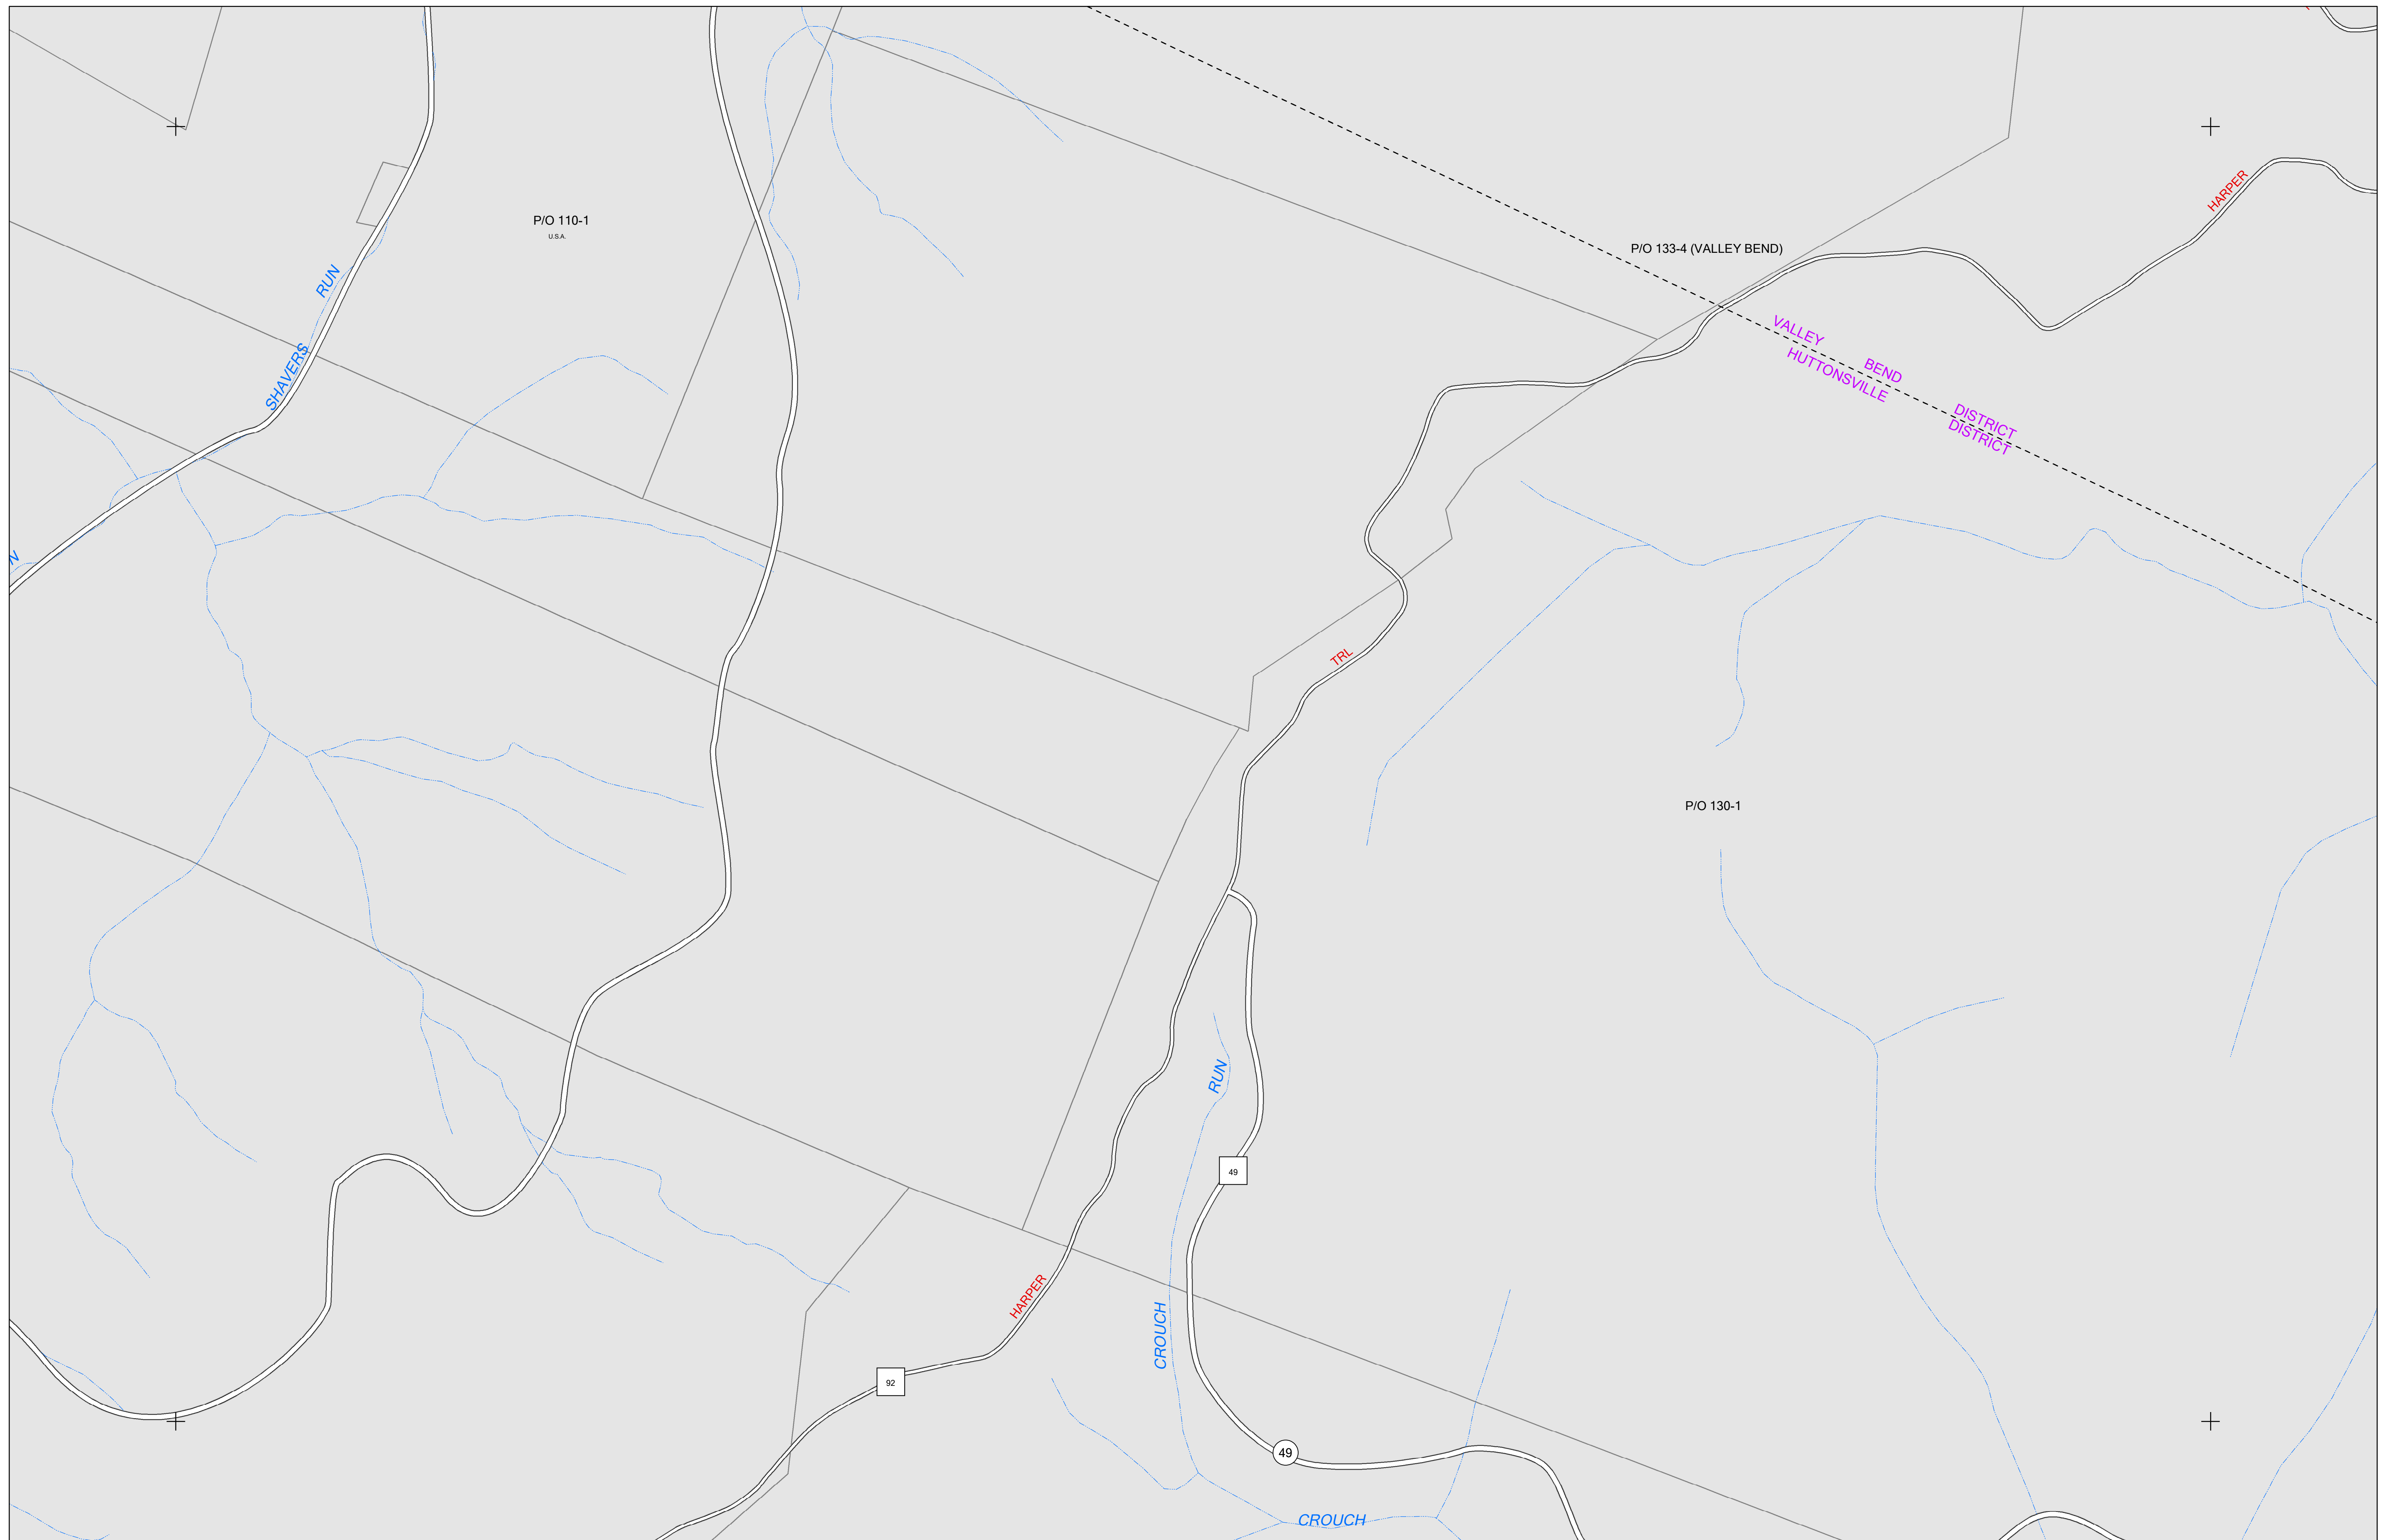 P/O 110-1
U.S.A.
P/O 133-4 (VALLEY BEND)
HARPER
SHAVERS RUN
VALLEY BEND DISTRICT
HUTTONSVILLE DISTRICT
TRL
P/O 130-1
RUN
49
HARPER
CROUCH
92
49
CROUCH